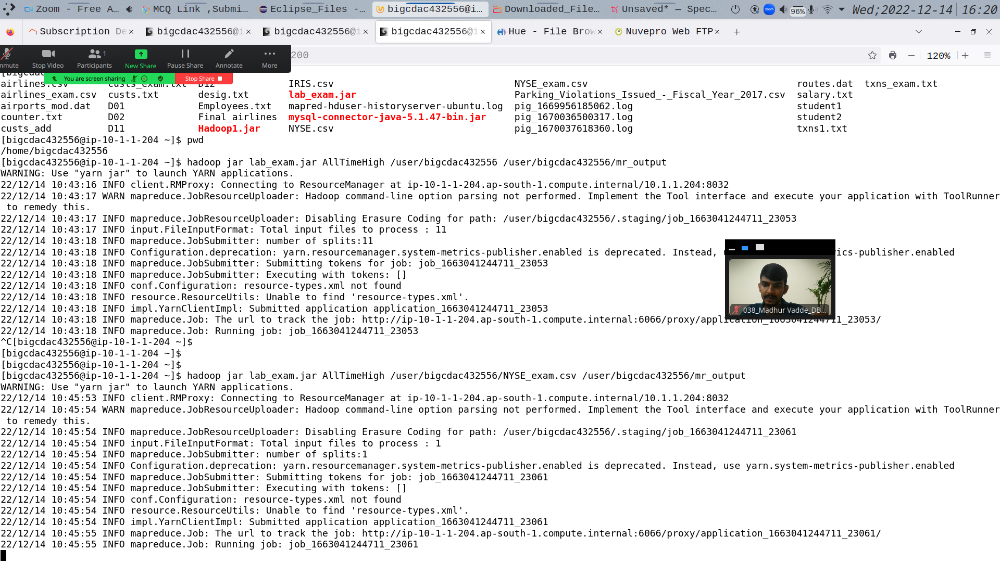 Zoom - Free A... MCQ Link ,Submi... Eclipse_Files -... bigcdac432556@i... Downloaded_File... Unsaved* — Spec... zoom 96% Wed;2022-12-14 16:20
Subscription De bigcdac432556@i bigcdac432556@i bigcdac432556@i Hue - File Brow Nuvepro Web FTP
200 120%
nmute Stop Video Participants 1 New Share Pause Share Annotate More
You are screen sharing Stop Share
airlines.csv custs_exam.txt D12 IRIS.csv NYSE_exam.csv routes.dat txns_exam.txt
airlines_exam.csv custs.txt desig.txt lab_exam.jar Parking_Violations_Issued_-_Fiscal_Year_2017.csv salary.txt
airports_mod.dat D01 Employees.txt mapred-hduser-historyserver-ubuntu.log pig_1669956185062.log student1
counter.txt D02 Final_airlines mysql-connector-java-5.1.47-bin.jar pig_1670036500317.log student2
custs_add D11 Hadoop1.jar NYSE.csv pig_1670037618360.log txns1.txt
[bigcdac432556@ip-10-1-1-204 ~]$ pwd
/home/bigcdac432556
[bigcdac432556@ip-10-1-1-204 ~]$ hadoop jar lab_exam.jar AllTimeHigh /user/bigcdac432556 /user/bigcdac432556/mr_output
WARNING: Use "yarn jar" to launch YARN applications.
22/12/14 10:43:16 INFO client.RMProxy: Connecting to ResourceManager at ip-10-1-1-204.ap-south-1.compute.internal/10.1.1.204:8032
22/12/14 10:43:17 WARN mapreduce.JobResourceUploader: Hadoop command-line option parsing not performed. Implement the Tool interface and execute your application with ToolRunner
to remedy this.
22/12/14 10:43:17 INFO mapreduce.JobResourceUploader: Disabling Erasure Coding for path: /user/bigcdac432556/.staging/job_1663041244711_23053
22/12/14 10:43:17 INFO input.FileInputFormat: Total input files to process : 11
22/12/14 10:43:18 INFO mapreduce.JobSubmitter: number of splits:11
22/12/14 10:43:18 INFO Configuration.deprecation: yarn.resourcemanager.system-metrics-publisher.enabled is deprecated. Instead, ics-publisher.enabled
22/12/14 10:43:18 INFO mapreduce.JobSubmitter: Submitting tokens for job: job_1663041244711_23053
22/12/14 10:43:18 INFO mapreduce.JobSubmitter: Executing with tokens: []
22/12/14 10:43:18 INFO conf.Configuration: resource-types.xml not found
22/12/14 10:43:18 INFO resource.ResourceUtils: Unable to find 'resource-types.xml'.
22/12/14 10:43:18 INFO impl.YarnClientImpl: Submitted application application_1663041244711_23053
038_Madhur Vadde_DB...
22/12/14 10:43:18 INFO mapreduce.Job: The url to track the job: http://ip-10-1-1-204.ap-south-1.compute.internal:6066/proxy/application_1663041244711_23053/
22/12/14 10:43:18 INFO mapreduce.Job: Running job: job_1663041244711_23053
^C[bigcdac432556@ip-10-1-1-204 ~]$
[bigcdac432556@ip-10-1-1-204 ~]$
[bigcdac432556@ip-10-1-1-204 ~]$
[bigcdac432556@ip-10-1-1-204 ~]$ hadoop jar lab_exam.jar AllTimeHigh /user/bigcdac432556/NYSE_exam.csv /user/bigcdac432556/mr_output
WARNING: Use "yarn jar" to launch YARN applications.
22/12/14 10:45:53 INFO client.RMProxy: Connecting to ResourceManager at ip-10-1-1-204.ap-south-1.compute.internal/10.1.1.204:8032
22/12/14 10:45:54 WARN mapreduce.JobResourceUploader: Hadoop command-line option parsing not performed. Implement the Tool interface and execute your application with ToolRunner
to remedy this.
22/12/14 10:45:54 INFO mapreduce.JobResourceUploader: Disabling Erasure Coding for path: /user/bigcdac432556/.staging/job_1663041244711_23061
22/12/14 10:45:54 INFO input.FileInputFormat: Total input files to process : 1
22/12/14 10:45:54 INFO mapreduce.JobSubmitter: number of splits:1
22/12/14 10:45:54 INFO Configuration.deprecation: yarn.resourcemanager.system-metrics-publisher.enabled is deprecated. Instead, use yarn.system-metrics-publisher.enabled
22/12/14 10:45:54 INFO mapreduce.JobSubmitter: Submitting tokens for job: job_1663041244711_23061
22/12/14 10:45:54 INFO mapreduce.JobSubmitter: Executing with tokens: []
22/12/14 10:45:54 INFO conf.Configuration: resource-types.xml not found
22/12/14 10:45:54 INFO resource.ResourceUtils: Unable to find 'resource-types.xml'.
22/12/14 10:45:54 INFO impl.YarnClientImpl: Submitted application application_1663041244711_23061
22/12/14 10:45:55 INFO mapreduce.Job: The url to track the job: http://ip-10-1-1-204.ap-south-1.compute.internal:6066/proxy/application_1663041244711_23061/
22/12/14 10:45:55 INFO mapreduce.Job: Running job: job_1663041244711_23061